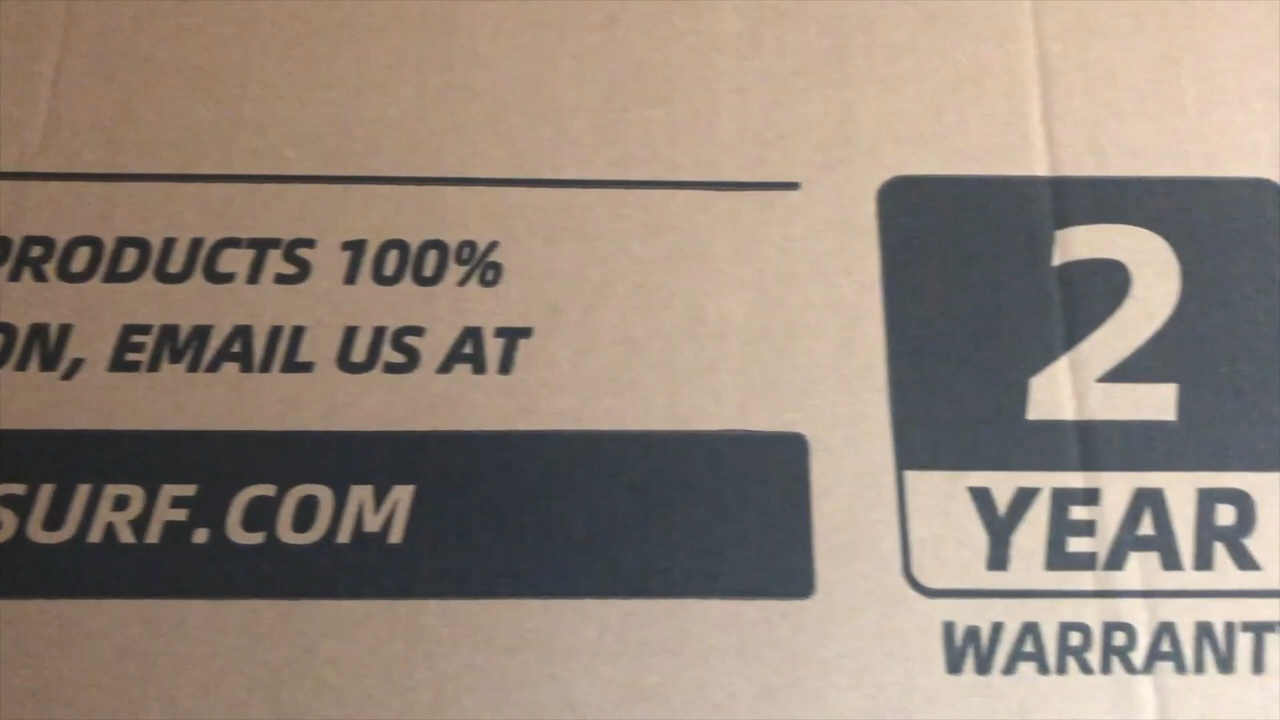 PRODUCTS 100%
ON, EMAIL US AT
SURF.COM
2
YEAR
WARRANT